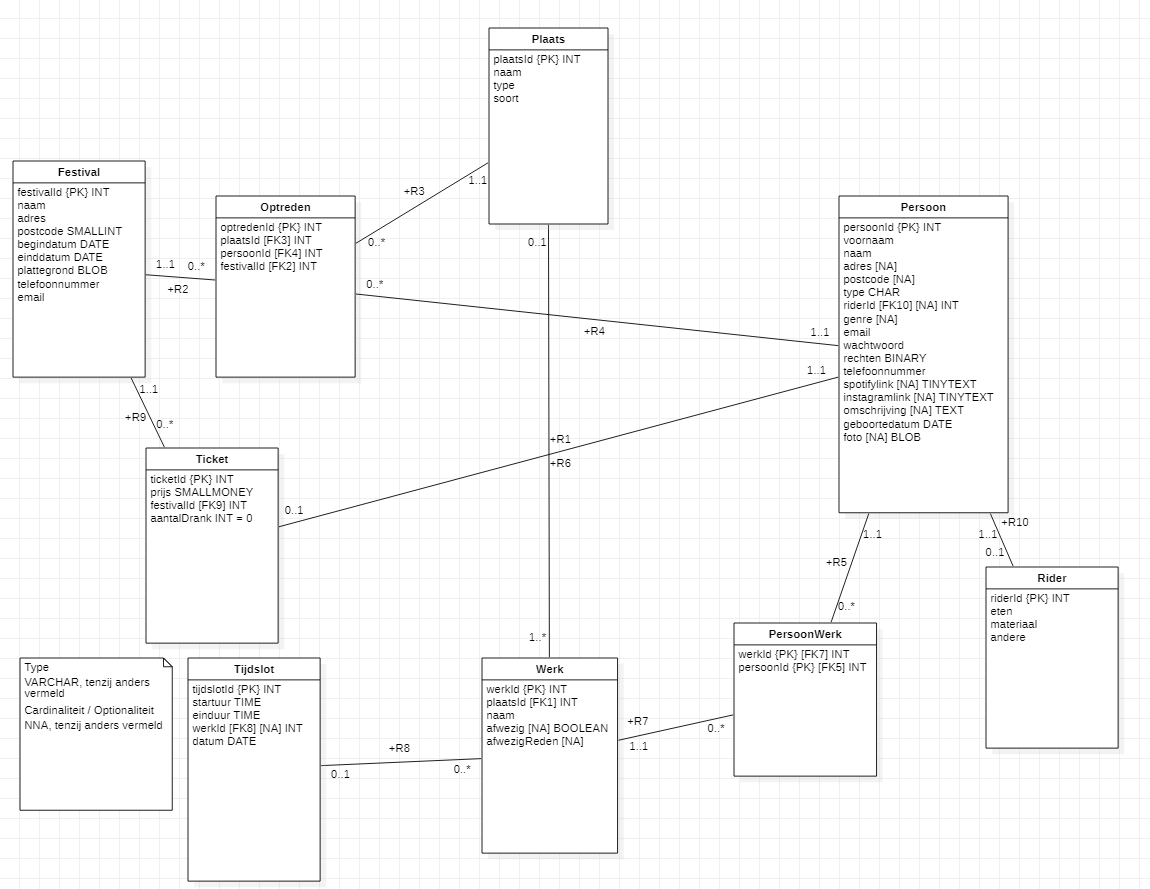 Plaats
plaatsId {PK} INT
naam
type
soort
+R3
1..1
0..*
0..1
Festival
festivalId {PK} INT
naam
adres
postcode SMALLINT
begindatum DATE
einddatum DATE
plattegrond BLOB
telefoonnummer
email
1..1
0..*
+R2
Optreden
optredenId {PK} INT
plaatsId [FK3] INT
persoonId [FK4] INT
festivalId [FK2] INT
0..*
+R4
1..1
Persoon
persoonId {PK} INT
voornaam
naam
adres [NA]
postcode [NA]
type CHAR
riderId [FK10] [NA] INT
genre [NA]
email
wachtwoord
rechten BINARY
telefoonnummer
spotifylink [NA] TINYTEXT
instagramlink [NA] TINYTEXT
omschrijving [NA] TEXT
geboortedatum DATE
foto [NA] BLOB
1..1
+R1
+R6
0..1
1..1
+R9
0..*
Ticket
ticketId {PK} INT
prijs SMALLMONEY
festivalId [FK9] INT
aantalDrank INT = 0
1..1
+R5
0..*
+R10
1..1
0..1
Rider
riderId {PK} INT
eten
materiaal
andere
PersoonWerk
werkId {PK} [FK7] INT
persoonId {PK} [FK5] INT
1..*
Type
VARCHAR, tenzij anders
vermeld
Cardinaliteit / Optionaliteit
NNA, tenzij anders vermeld
Tijdslot
tijdslotId {PK} INT
startuur TIME
einduur TIME
werkId [FK8] [NA] INT
datum DATE
+R8
0..1
0..*
Werk
werkId {PK} INT
plaatsId [FK1] INT
naam
afwezig [NA] BOOLEAN
afwezigReden [NA]
+R7
1..1
0..*